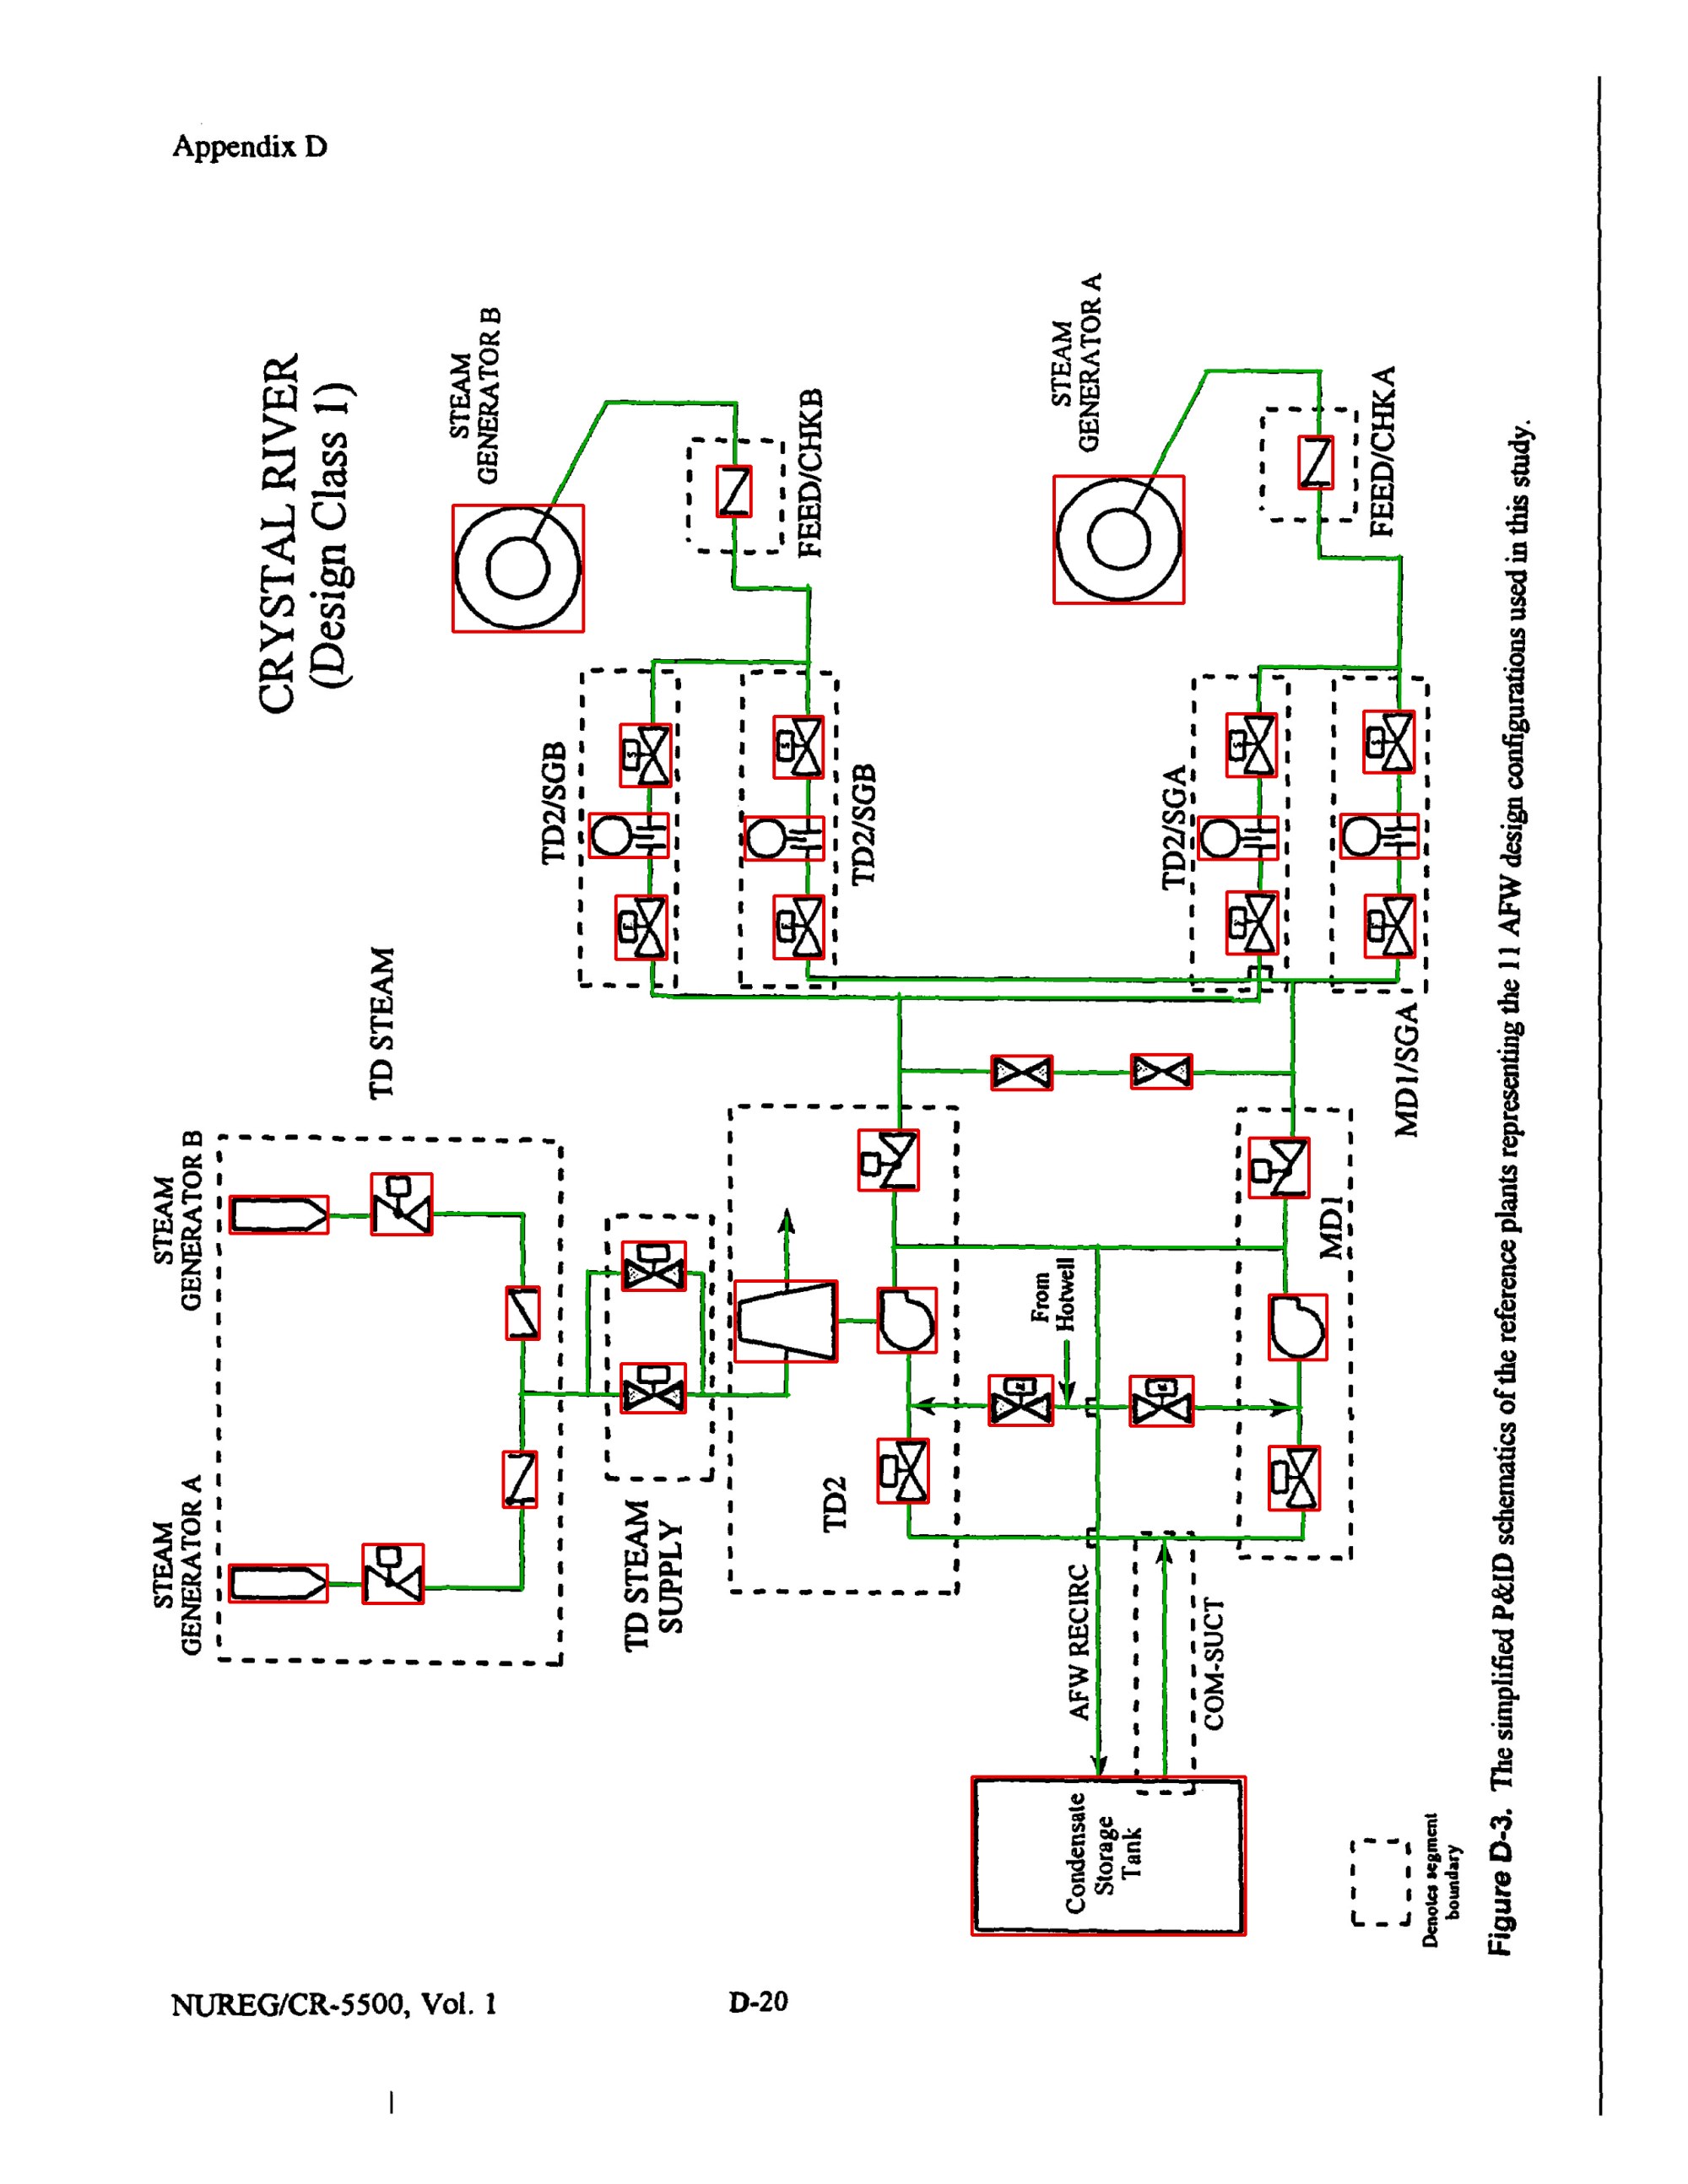 Appendix D
CRYSTAL RIVER
(Design Class 1)
STEAM
GENERATOR B
STEAM
GENERATOR A
FEED/CHKB
FEED/CHKA
TD2/SGB
TD2/SGB
TD2/SGA
MD1/SGA
TD STEAM
STEAM
GENERATOR B
STEAM
GENERATOR A
TD STEAM
SUPPLY
TD2
MD1
From
Hotwell
AFW RECIRC
COM-SUCT
Condensate
Storage
Tank
Denotes segment
boundary
Figure D-3. The simplified P&ID schematics of the reference plants representing the 11 AFW design configurations used in this study.
NUREG/CR-5500, Vol. 1
D-20